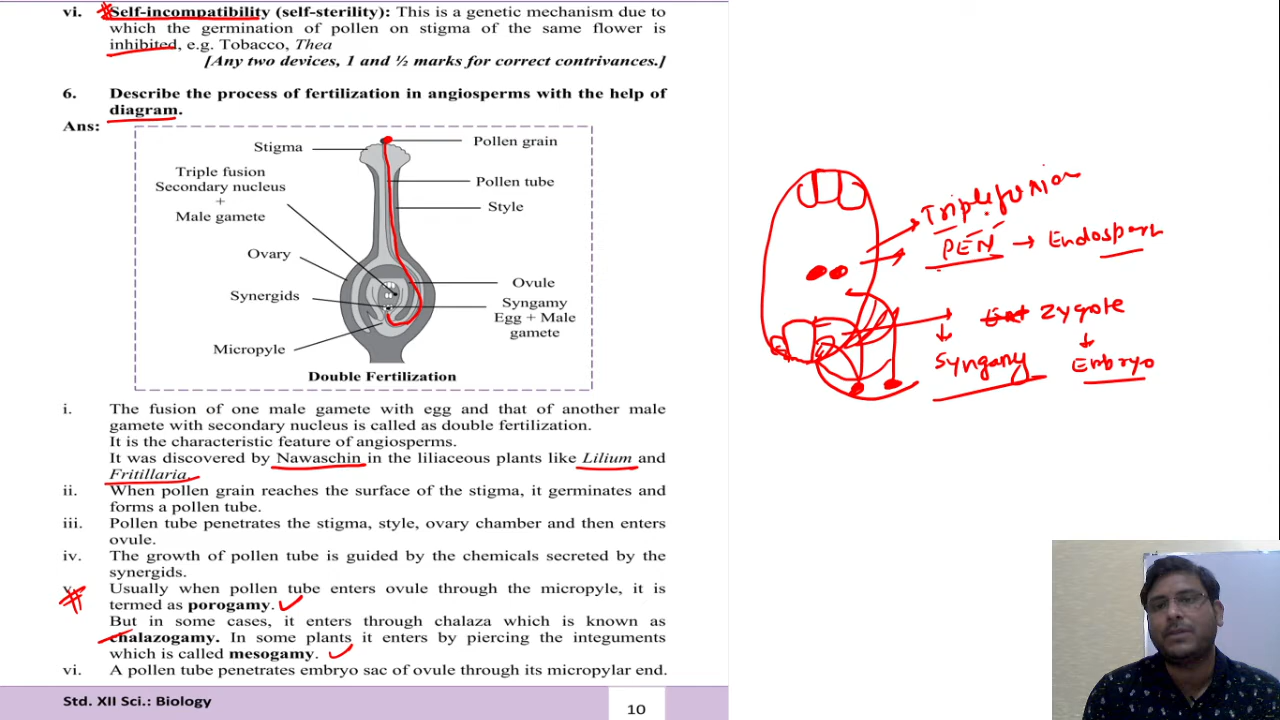 vi. Self-incompatibility (self-sterility): This is a genetic mechanism due to
which the germination of pollen on stigma of the same flower is
inhibited, e.g. Tobacco, Thea
[Any two devices, 1 and ½ marks for correct contrivances.]
6. Describe the process of fertilization in angiosperms with the help of
diagram.
Ans:
Stigma
Triple fusion
Secondary nucleus
+
Male gamete
Ovary
Synergids
Micropyle
Pollen grain
Pollen tube
Style
Ovule
Syngamy
Egg + Male
gamete
Double Fertilization
i. The fusion of one male gamete with egg and that of another male
gamete with secondary nucleus is called as double fertilization.
It is the characteristic feature of angiosperms.
It was discovered by Nawaschin in the liliaceous plants like Lilium and
Fritillaria.
ii. When pollen grain reaches the surface of the stigma, it germinates and
forms a pollen tube.
iii. Pollen tube penetrates the stigma, style, ovary chamber and then enters
ovule.
iv. The growth of pollen tube is guided by the chemicals secreted by the
synergids.
v. Usually when pollen tube enters ovule through the micropyle, it is
termed as porogamy.
But in some cases, it enters through chalaza which is known as
chalazogamy. In some plants it enters by piercing the integuments
which is called mesogamy.
vi. A pollen tube penetrates embryo sac of ovule through its micropylar end.
Std. XII Sci.: Biology
10
Triple fusion
PEN → Endosperm
Zygote
Syngamy
Embryo